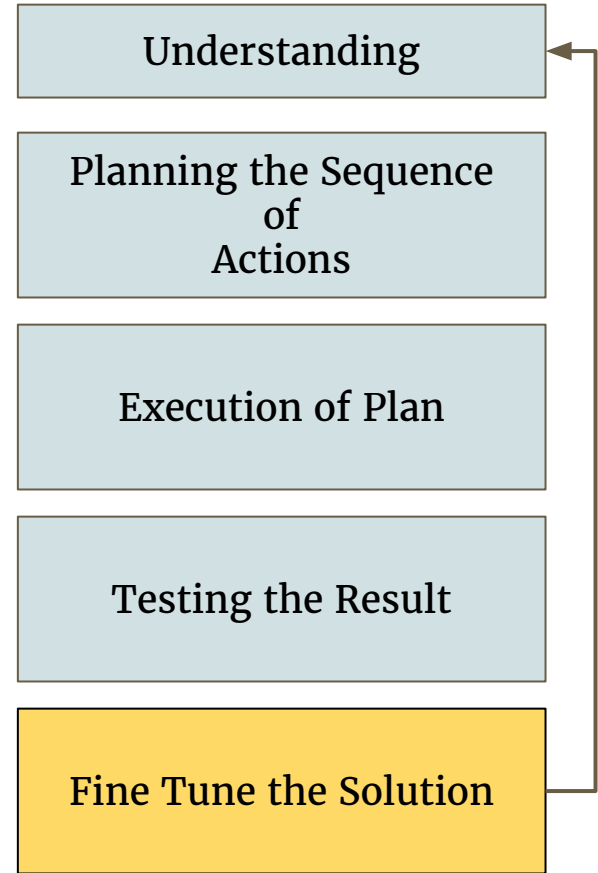 Understanding
Planning the Sequence
of
Actions
Execution of Plan
Testing the Result
Fine Tune the Solution